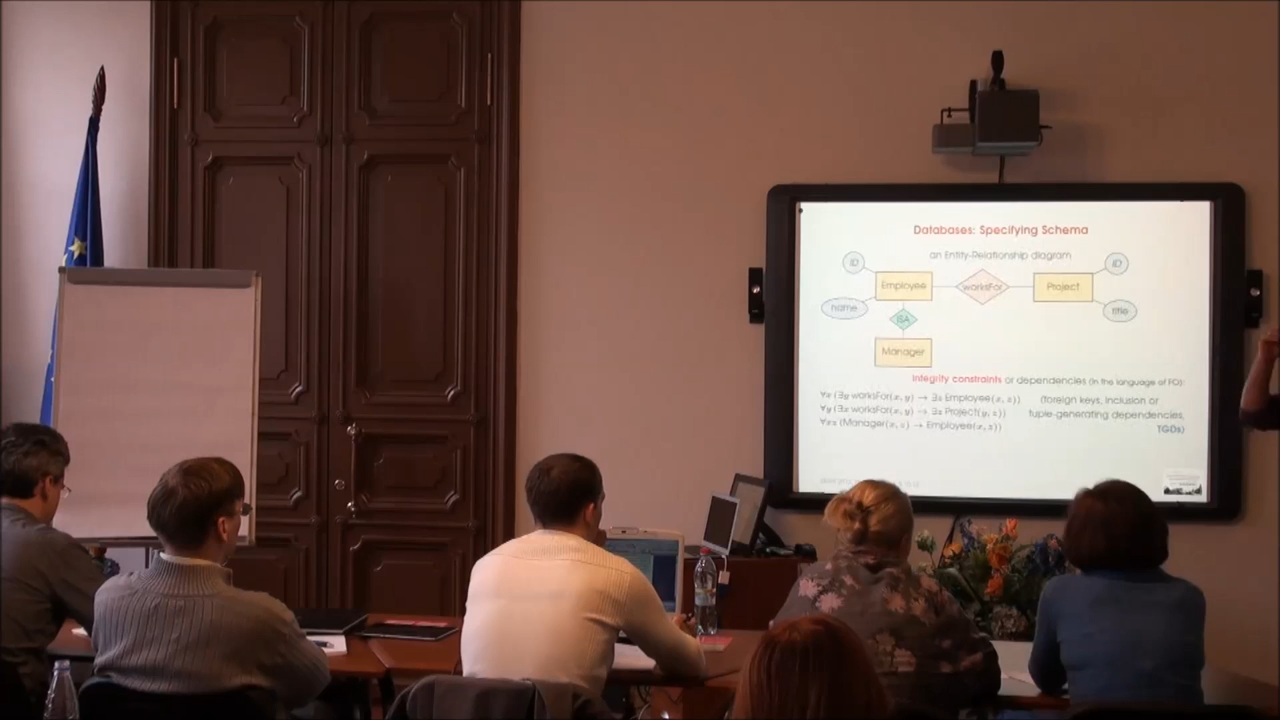 Databases: Specifying Schema
an Entity-Relationship diagram
ID
ID
Employee
worksFor
Project
name
title
ISA
Manager
integrity constraints or dependencies (in the language of FO):
∀x (∃y worksFor(x, y) → ∃z Employee(x, z)) (foreign keys, inclusion or
∀y (∃x worksFor(x, y) → ∃z Project(y, z)) tuple-generating dependencies,
∀xz (Manager(x, z) → Employee(x, z)) TGDs)